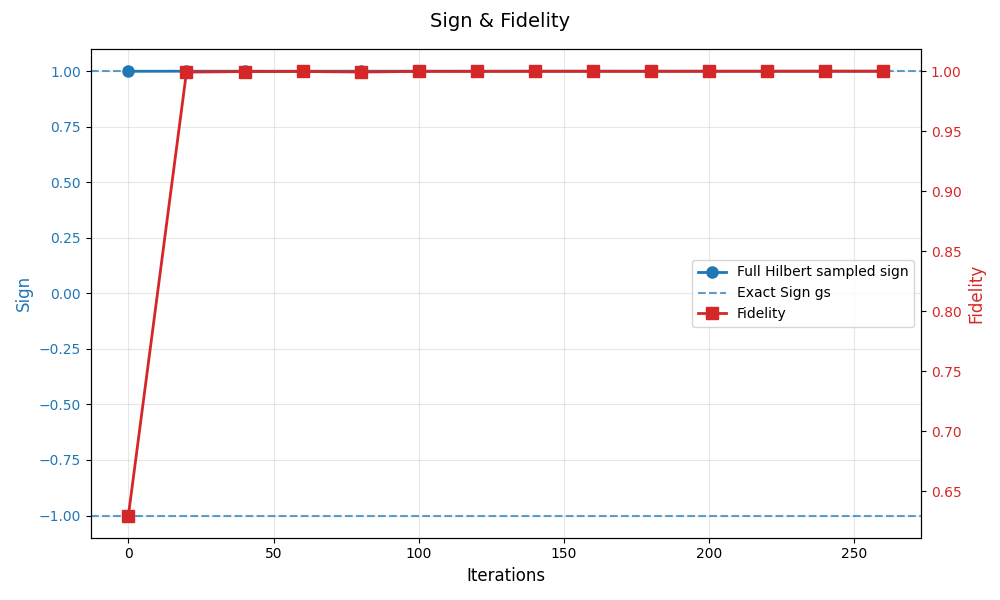 Sign & Fidelity
1.00
0.75
0.50
0.25
0.00
−0.25
−0.50
−0.75
−1.00
Sign
1.00
0.95
0.90
0.85
0.80
0.75
0.70
0.65
Fidelity
Full Hilbert sampled sign
Exact Sign gs
Fidelity
0 50 100 150 200 250
Iterations